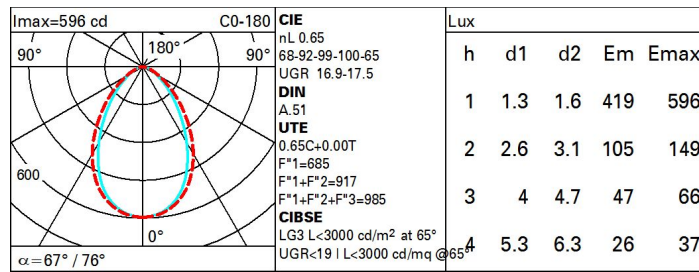 Imax=596 cd C0-180
90° 180° 90°
600
0°
α=67° / 76°
CIE
nL 0.65
68-92-99-100-65
UGR 16.9-17.5
DIN
A.51
UTE
0.65C+0.00T
F"1=685
F"1+F"2=917
F"1+F"2+F"3=985
CIBSE
LG3 L<3000 cd/m² at 65°
UGR<19 | L<3000 cd/mq @65°
Lux
h d1 d2 Em Emax
1 1.3 1.6 419 596
2 2.6 3.1 105 149
3 4 4.7 47 66
4 5.3 6.3 26 37